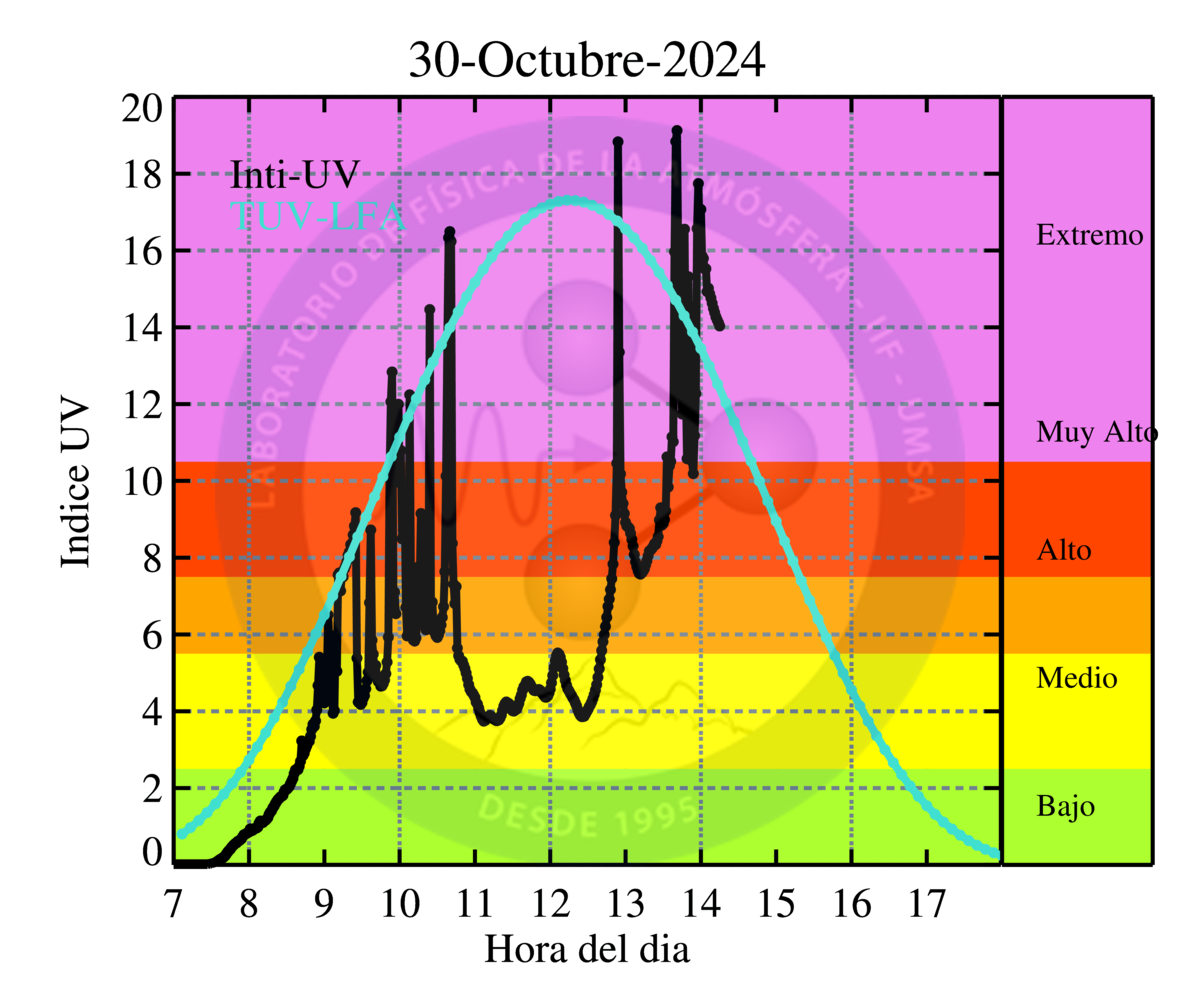 30-Octubre-2024
20
18
16
14
12
10
8
6
4
2
0
Indice UV
Inti-UV
TUV-LFA
LABORATORIO DE FÍSICA DE LA ATMÓSFERA - IIF - UMSA
DESDE 1995
Extremo
Muy Alto
Alto
Medio
Bajo
7 8 9 10 11 12 13 14 15 16 17
Hora del dia